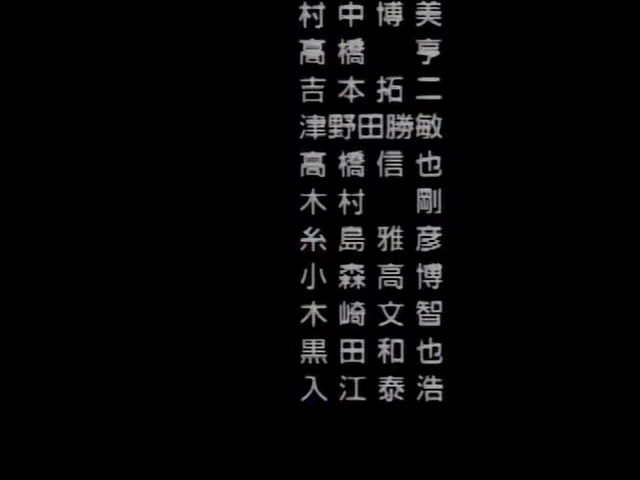 村中博美
高橋　亨
吉本拓二
津野田勝敏
高橋信也
木村　剛
糸島雅彦
小森高博
木崎文智
黒田和也
入江泰浩